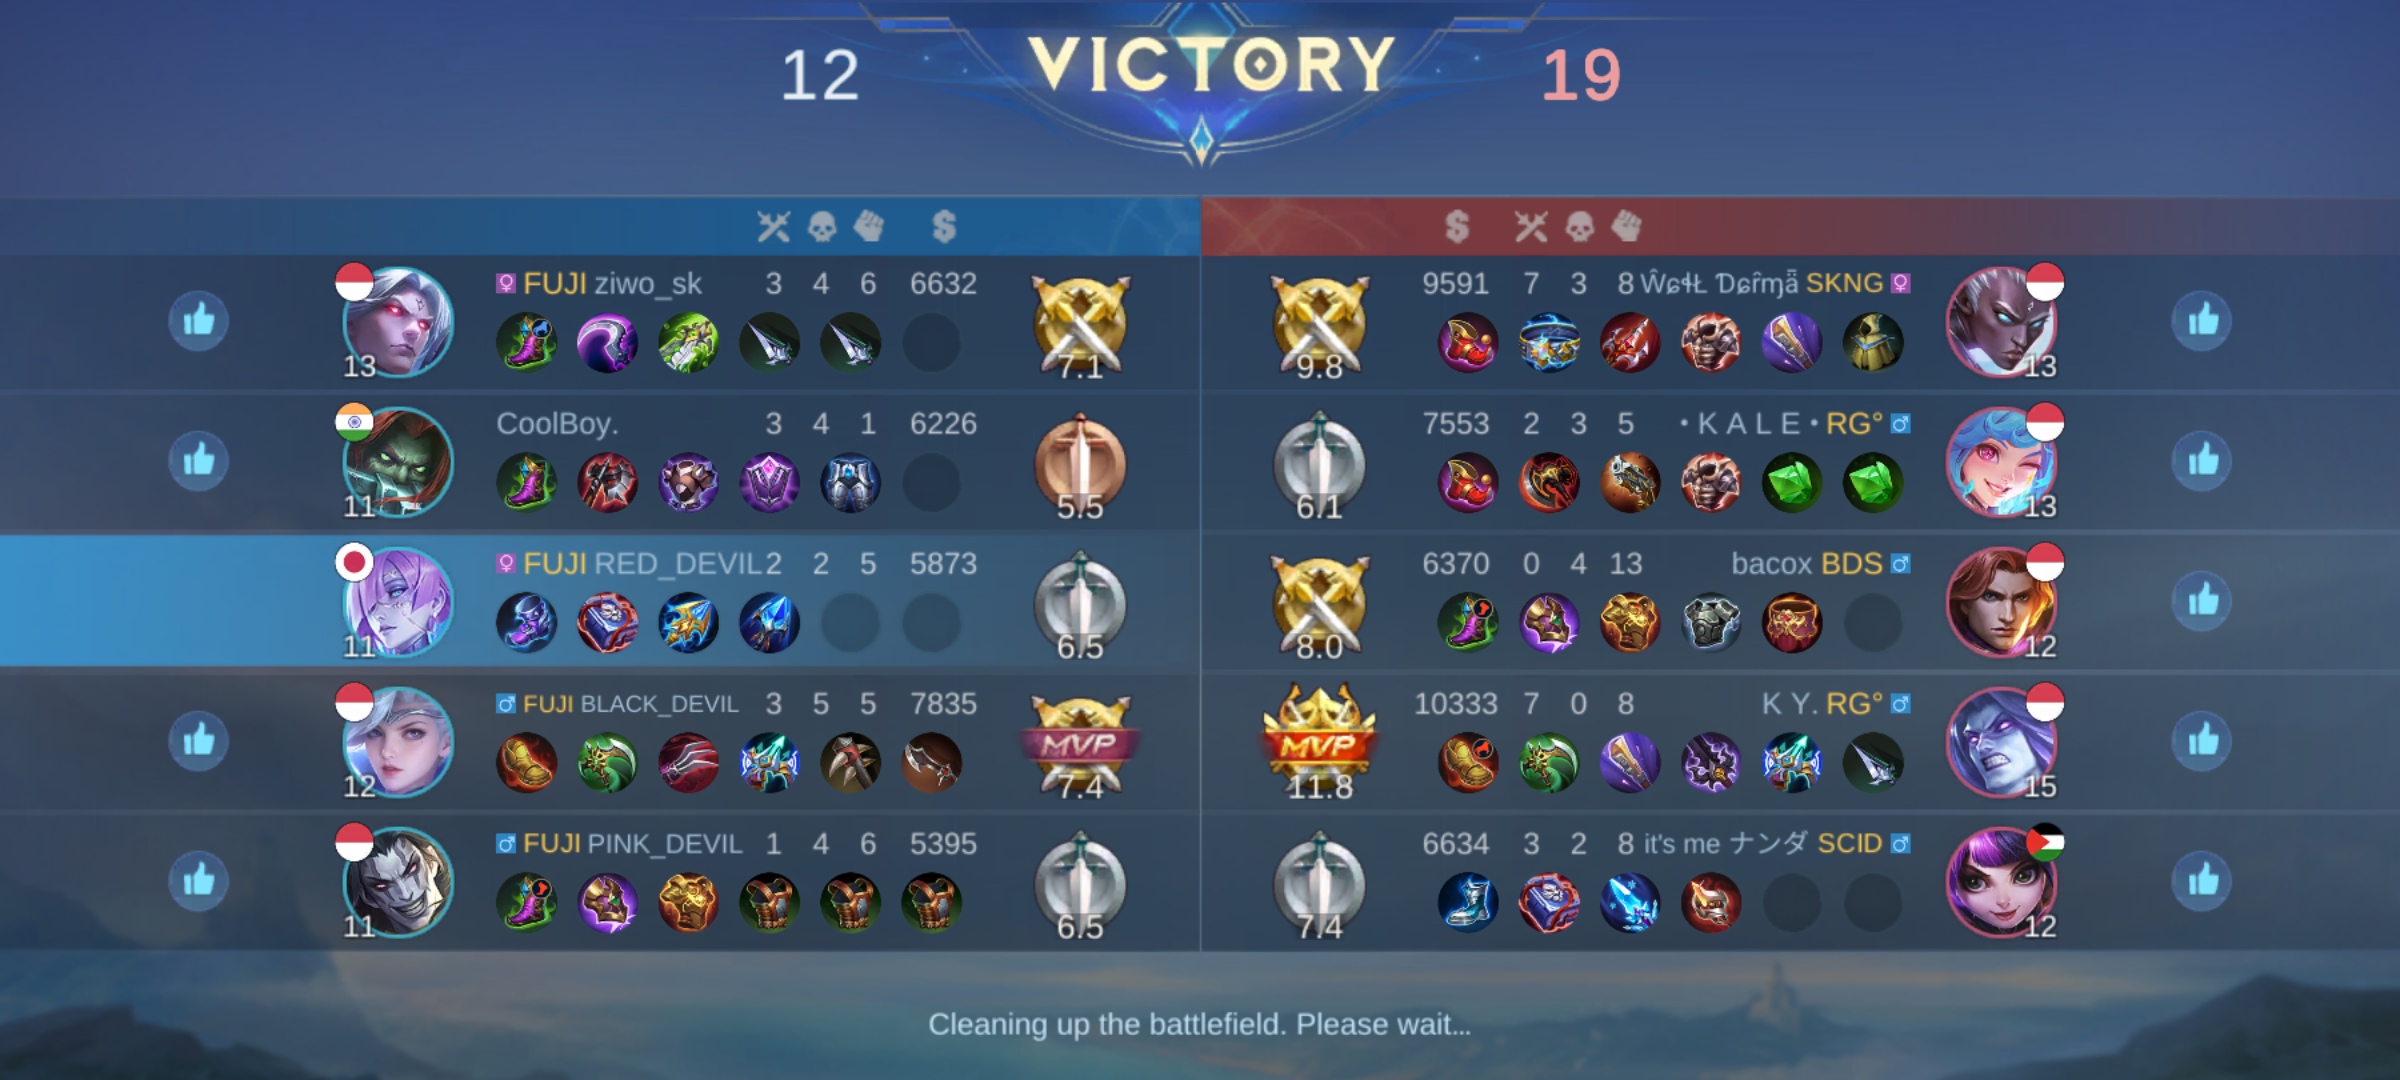 12 VICTORY 19
FUJI ziwo_sk 3 4 6 6632
13 7.1
9591 7 3 8 Ŵҩ੧Ł Ɗҩȓɱӓ SKNG
9.8 13
CoolBoy. 3 4 1 6226
11 5.5
7553 2 3 5 • K A L E • RG°
6.1 13
FUJI RED_DEVIL 2 2 5 5873
11 6.5
6370 0 4 13 bacox BDS
8.0 12
FUJI BLACK_DEVIL 3 5 5 7835
MVP
12 7.4
10333 7 0 8 K Y. RG°
MVP
11.8 15
FUJI PINK_DEVIL 1 4 6 5395
11 6.5
6634 3 2 8 it's me ナンダ SCID
7.4 12
Cleaning up the battlefield. Please wait...